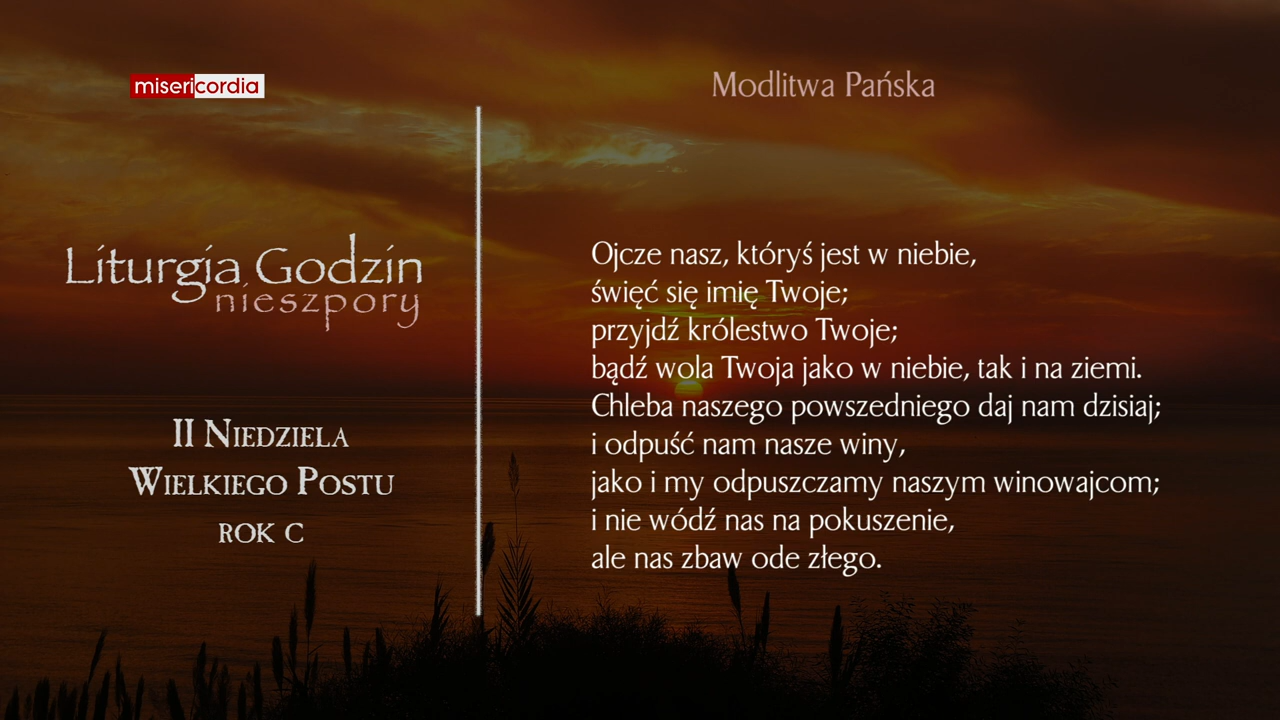 misericordia
Liturgia Godzin
nieszpory
II Niedziela
Wielkiego Postu
rok C
Modlitwa Pańska
Ojcze nasz, któryś jest w niebie,
święć się imię Twoje;
przyjdź królestwo Twoje;
bądź wola Twoja jako w niebie, tak i na ziemi.
Chleba naszego powszedniego daj nam dzisiaj;
i odpuść nam nasze winy,
jako i my odpuszczamy naszym winowajcom;
i nie wódź nas na pokuszenie,
ale nas zbaw ode złego.